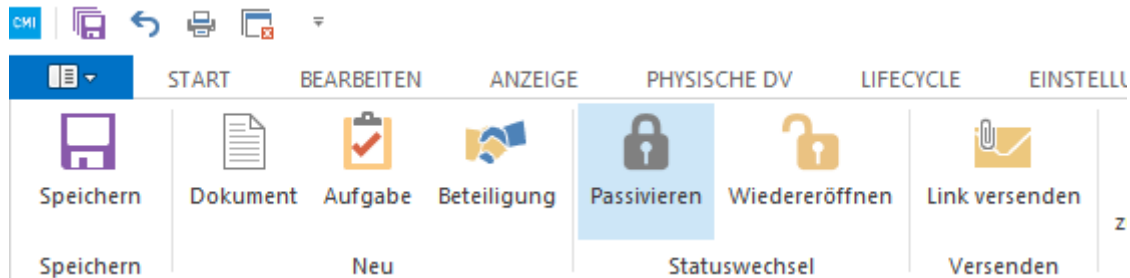 CMI
START BEARBEITEN ANZEIGE PHYSISCHE DV LIFECYCLE EINSTELLU
Speichern Dokument Aufgabe Beteiligung Passivieren Wiedereröffnen Link versenden
z
Speichern Neu Statuswechsel Versenden